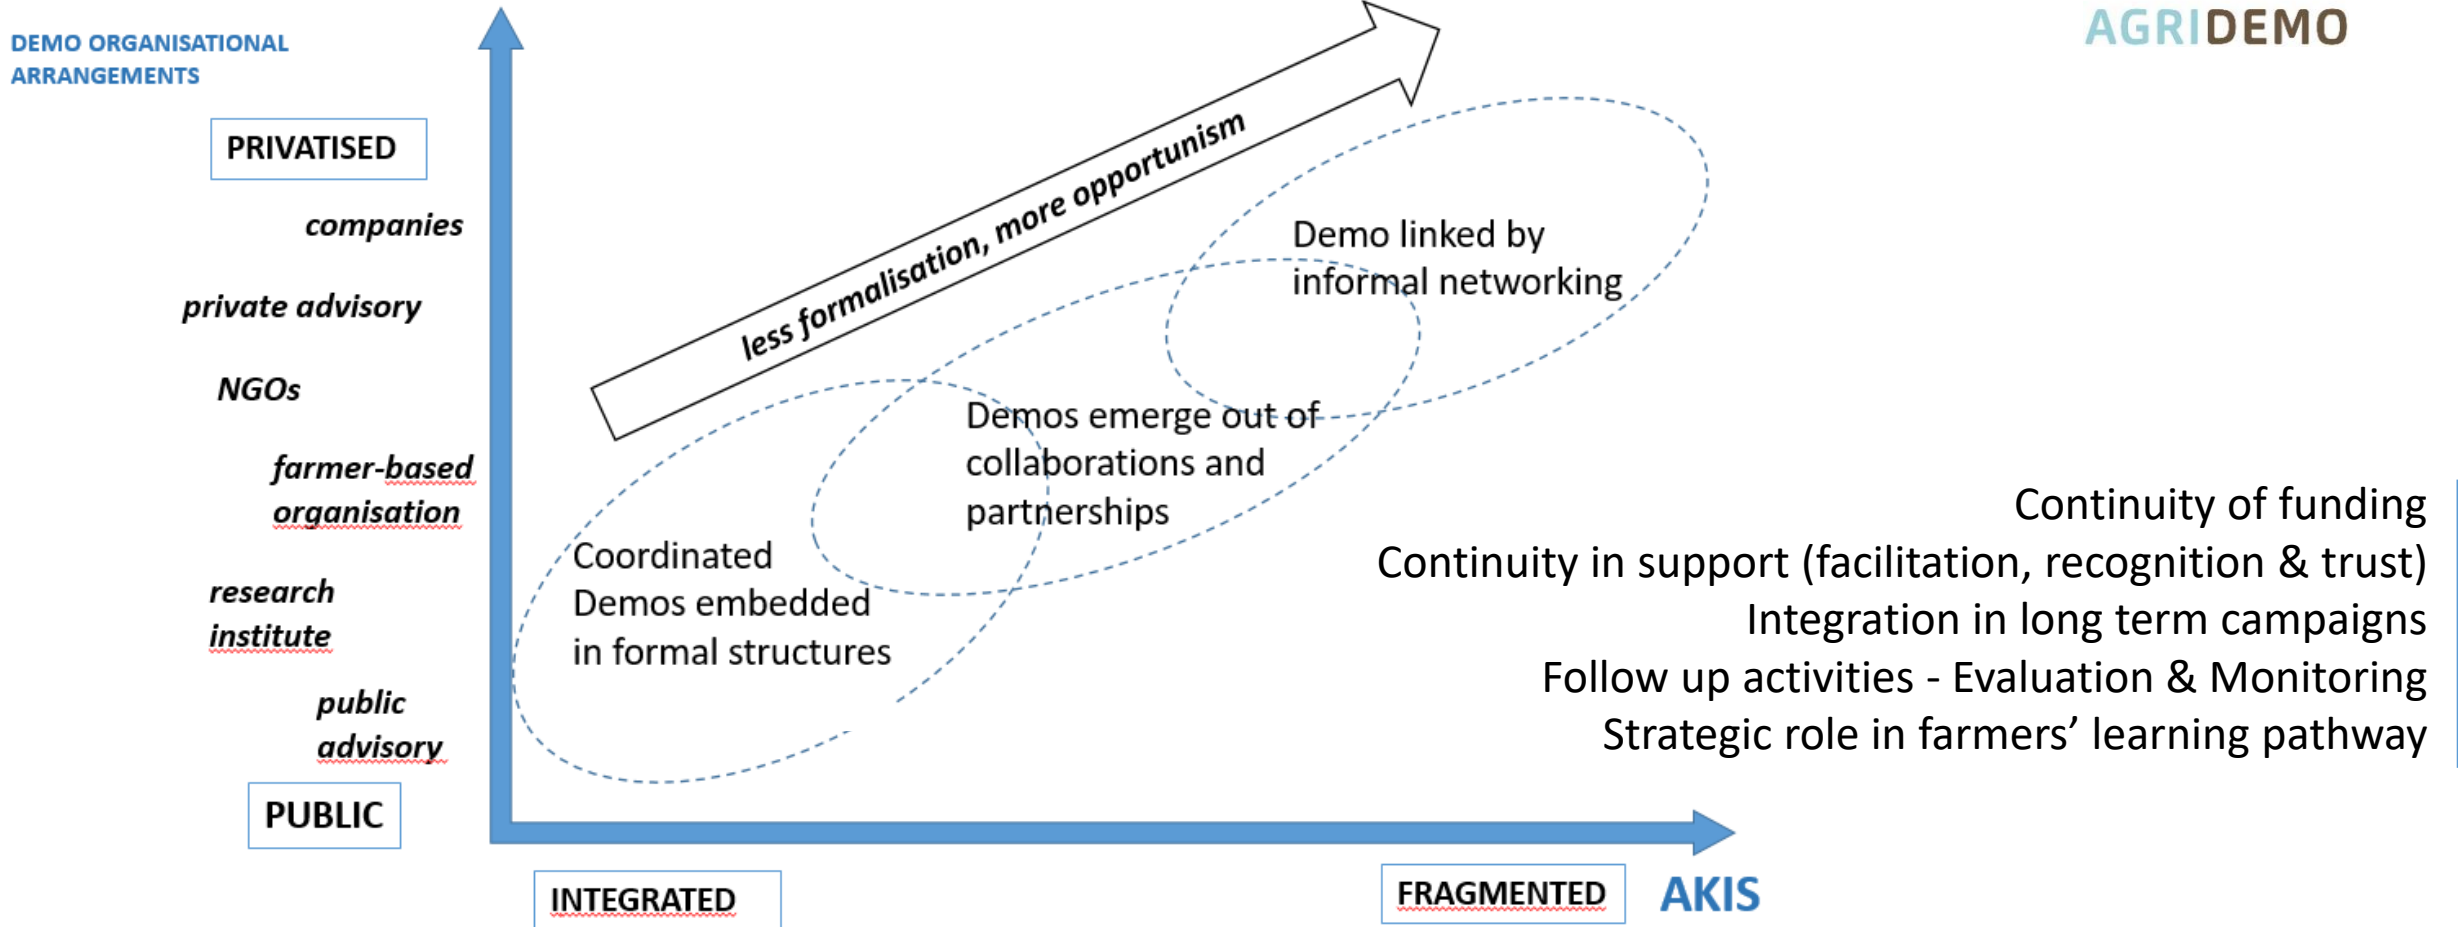 DEMO ORGANISATIONAL
ARRANGEMENTS
AGRIDEMO
PRIVATISED
companies
private advisory
NGOs
farmer-based
organisation
research
institute
public
advisory
PUBLIC
less formalisation, more opportunism
Demo linked by
informal networking
Demos emerge out of
collaborations and
partnerships
Coordinated
Demos embedded
in formal structures
Continuity of funding
Continuity in support (facilitation, recognition & trust)
Integration in long term campaigns
Follow up activities - Evaluation & Monitoring
Strategic role in farmers’ learning pathway
INTEGRATED
FRAGMENTED
AKIS